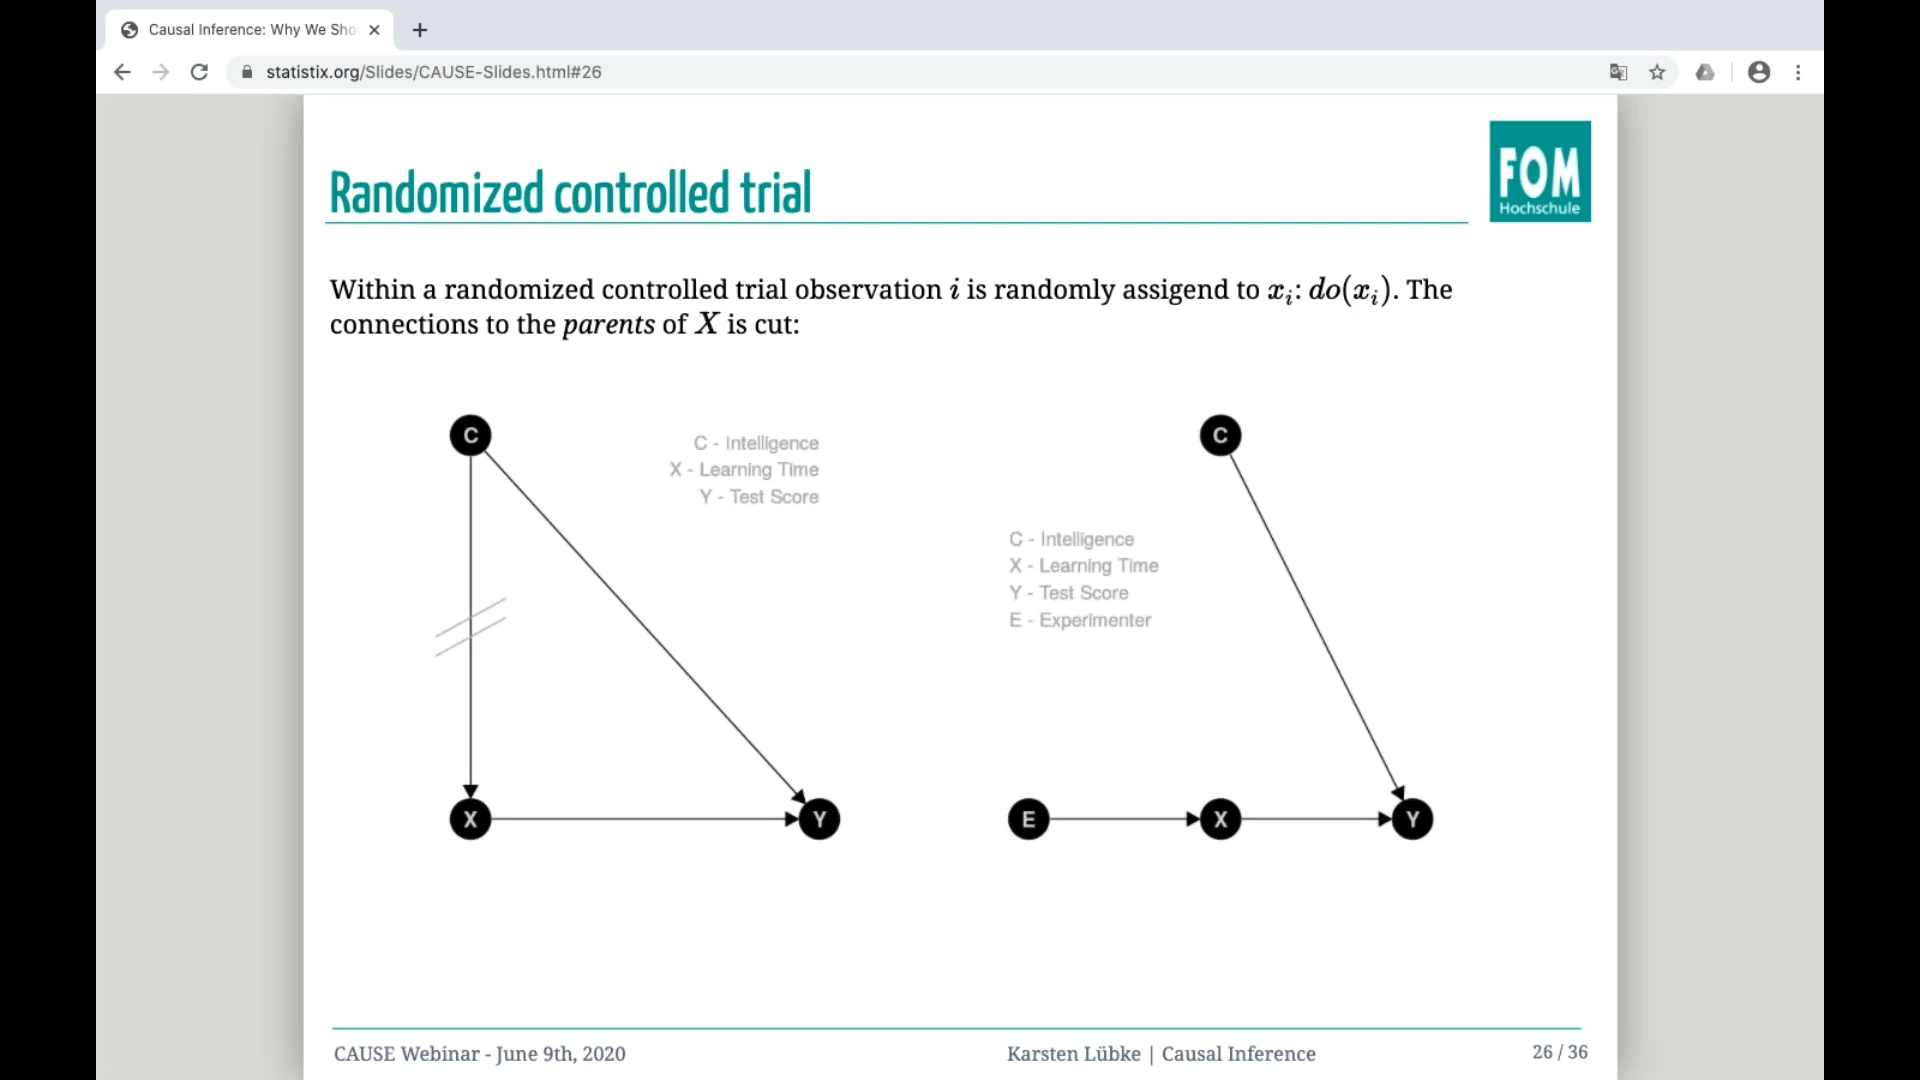 Causal Inference: Why We Sho
statistix.org/Slides/CAUSE-Slides.html#26
FOM
Hochschule
Randomized controlled trial
Within a randomized controlled trial observation i is randomly assigend to xᵢ: do(xᵢ). The
connections to the parents of X is cut:
C
C - Intelligence
X - Learning Time
Y - Test Score
X
Y
C
C - Intelligence
X - Learning Time
Y - Test Score
E - Experimenter
E
X
Y
CAUSE Webinar - June 9th, 2020
Karsten Lübke | Causal Inference
26 / 36